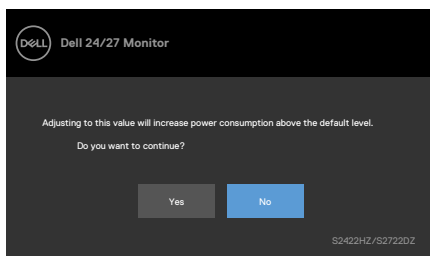 DELL Dell 24/27 Monitor
Adjusting to this value will increase power consumption above the default level.
Do you want to continue?
Yes No
S2422HZ/S2722DZ